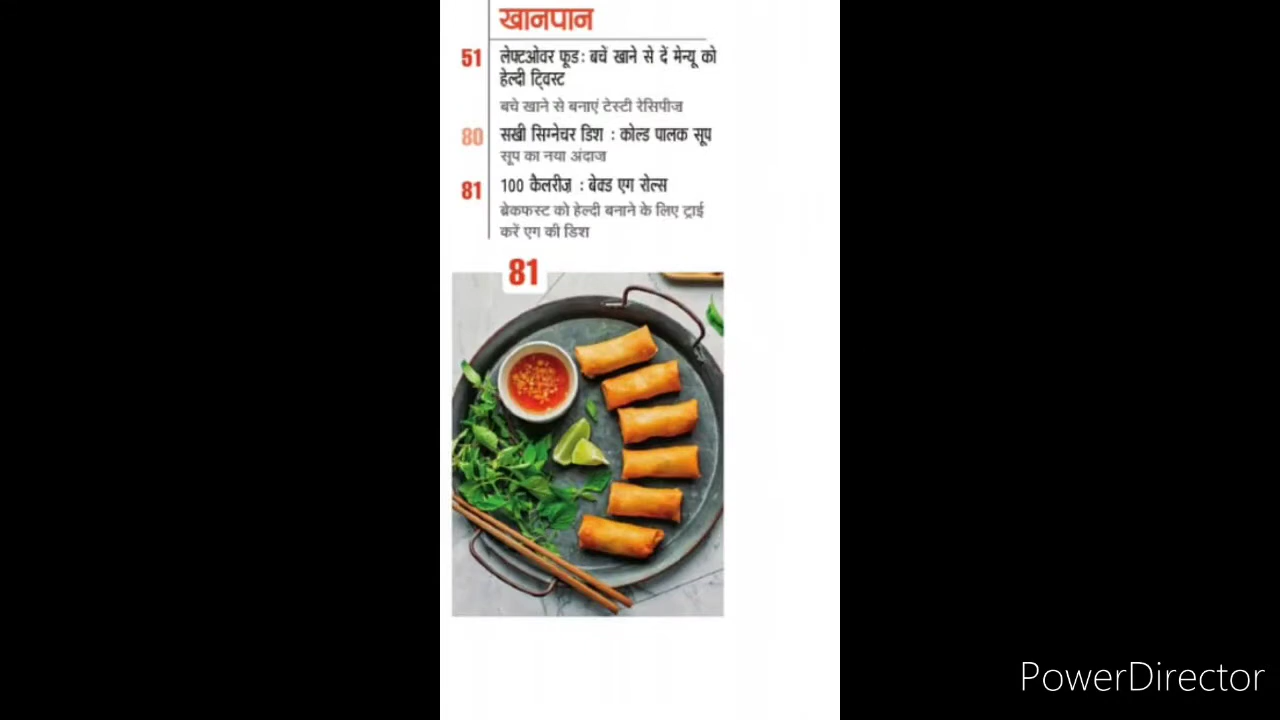 खानपान
51 लेफ्टओवर फूड: बचें खाने से दें मेन्यू को
हेल्दी ट्विस्ट
बचे खाने से बनाएं टेस्टी रेसिपीज
80 सखी सिग्नेचर डिश : कोल्ड पालक सूप
सूप का नया अंदाज
81 100 कैलरीज़ : बेक्ड एग रोल्स
ब्रेकफस्ट को हेल्दी बनाने के लिए ट्राई
करें एग की डिश
81
PowerDirector